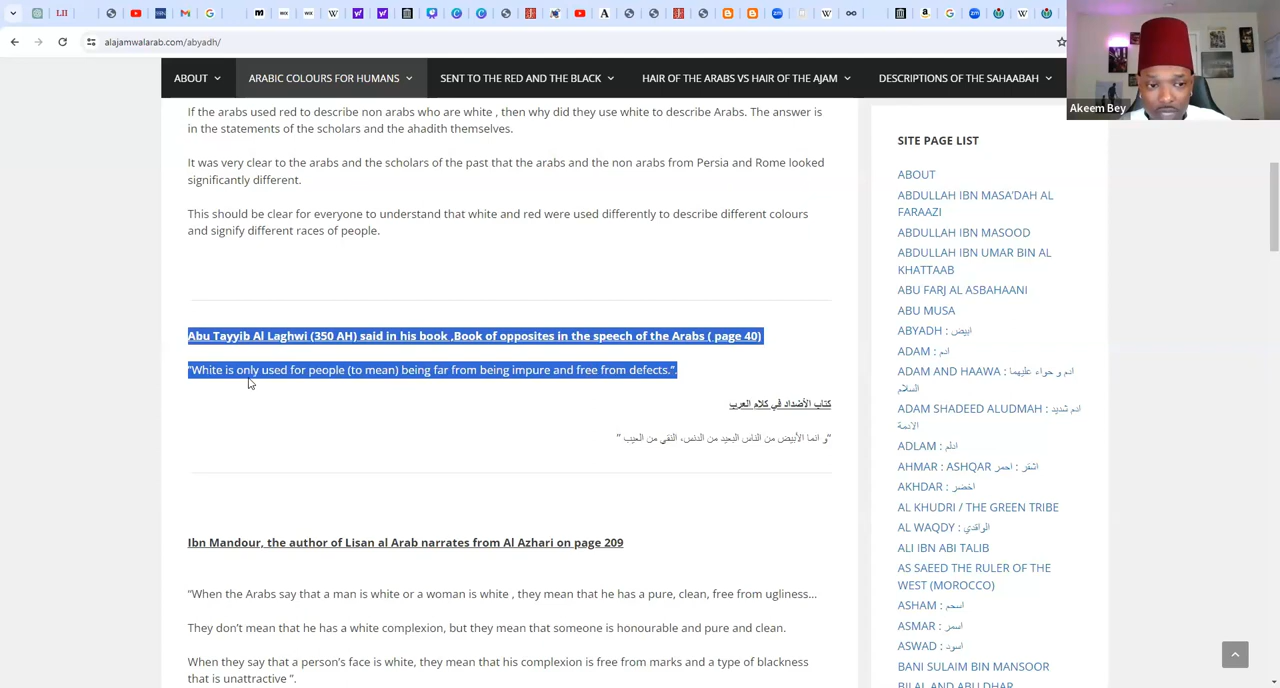 alajamwalarab.com/abyadh/
Akeem Bey
ABOUT
ARABIC COLOURS FOR HUMANS
SENT TO THE RED AND THE BLACK
HAIR OF THE ARABS VS HAIR OF THE AJAM
DESCRIPTIONS OF THE SAHAABAH
If the arabs used red to describe non arabs who are white , then why did they use white to describe Arabs. The answer is
in the statements of the scholars and the ahadith themselves.
It was very clear to the arabs and the scholars of the past that the arabs and the non arabs from Persia and Rome looked
significantly different.
This should be clear for everyone to understand that white and red were used differently to describe different colours
and signify different races of people.
Abu Tayyib Al Laghwi (350 AH) said in his book ,Book of opposites in the speech of the Arabs ( page 40)
"White is only used for people (to mean) being far from being impure and free from defects.".
كتاب الأضداد في كلام العرب
"و انما الأبيض من الناس البعيد من الدنس، النقي من العيب "
Ibn Mandour, the author of Lisan al Arab narrates from Al Azhari on page 209
"When the Arabs say that a man is white or a woman is white , they mean that he has a pure, clean, free from ugliness…
They don't mean that he has a white complexion, but they mean that someone is honourable and pure and clean.
When they say that a person's face is white, they mean that his complexion is free from marks and a type of blackness
that is unattractive ".
SITE PAGE LIST
ABOUT
ABDULLAH IBN MASA'DAH AL
FARAAZI
ABDULLAH IBN MASOOD
ABDULLAH IBN UMAR BIN AL
KHATTAAB
ABU FARJ AL ASBAHAANI
ABU MUSA
ABYADH : ابيض
ADAM : ادم
ADAM AND HAAWA : ادم و حواء عليهما
السلام
ADAM SHADEED ALUDMAH : ادم شديد
الادمة
ADLAM : ادلم
AHMAR : ASHQAR اشقر : احمر
AKHDAR : اخضر
AL KHUDRI / THE GREEN TRIBE
AL WAQDY : الواقدي
ALI IBN ABI TALIB
AS SAEED THE RULER OF THE
WEST (MOROCCO)
ASHAM : اسحم
ASMAR : اسمر
ASWAD : اسود
BANI SULAIM BIN MANSOOR
BILAL AND ABU DHAR